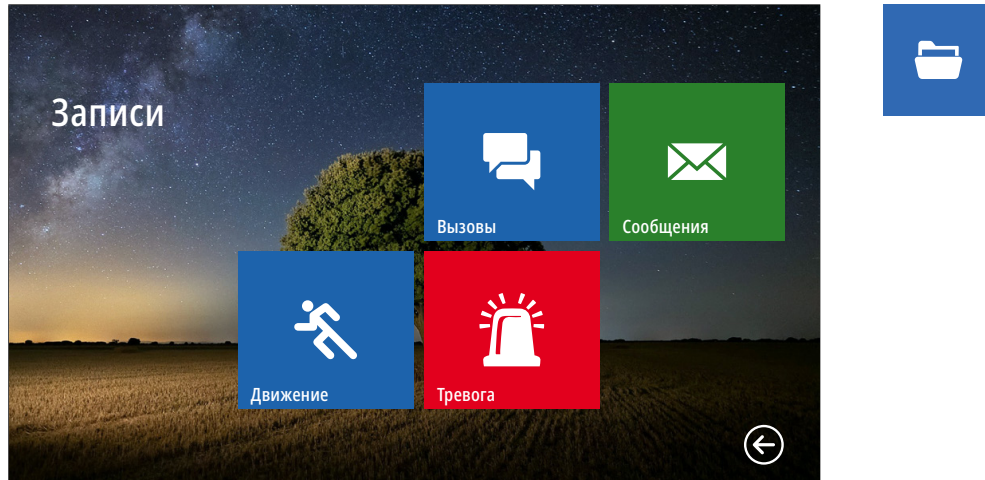 Записи
Вызовы
Сообщения
Движение
Тревога